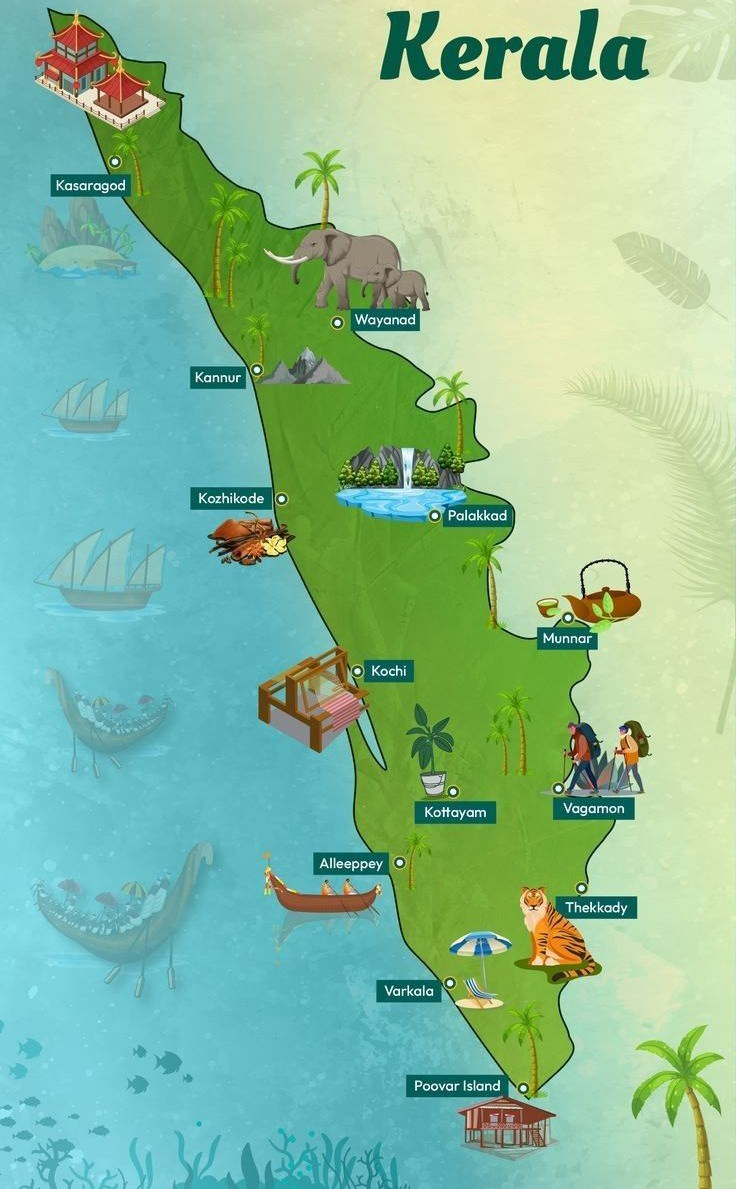 Kerala
Kasaragod
Wayanad
Kannur
Kozhikode
Palakkad
Munnar
Kochi
Kottayam
Vagamon
Alleeppey
Thekkady
Varkala
Poovar Island